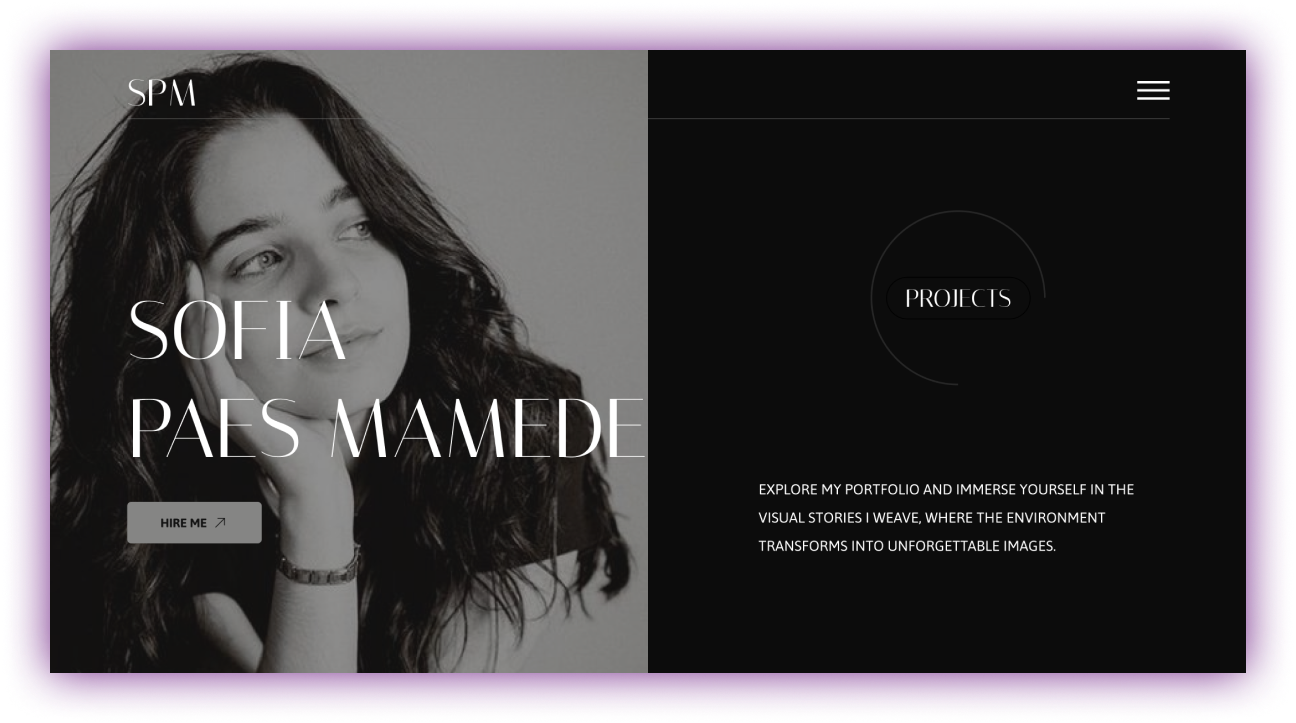 SPM
SOFIA
PAES MAMEDE
HIRE ME
PROJECTS
EXPLORE MY PORTFOLIO AND IMMERSE YOURSELF IN THE
VISUAL STORIES I WEAVE, WHERE THE ENVIRONMENT
TRANSFORMS INTO UNFORGETTABLE IMAGES.